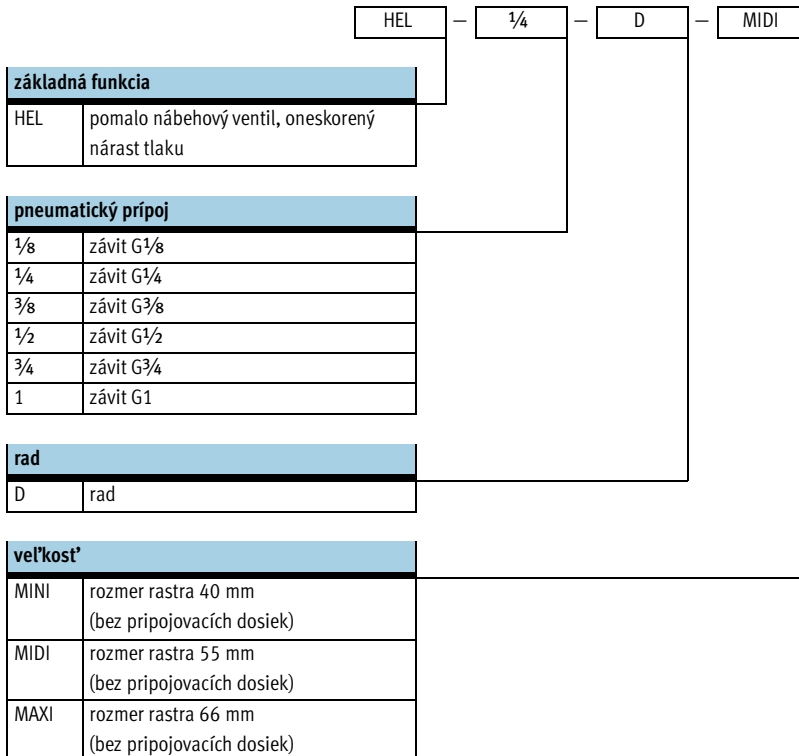 HEL – ¼ – D – MIDI
základná funkcia
HEL pomalo nábehový ventil, oneskorený
nárast tlaku
pneumatický prípoj
⅛ závit G⅛
¼ závit G¼
⅜ závit G⅜
½ závit G½
¾ závit G¾
1 závit G1
rad
D rad
veľkosť
MINI rozmer rastra 40 mm
(bez pripojovacích dosiek)
MIDI rozmer rastra 55 mm
(bez pripojovacích dosiek)
MAXI rozmer rastra 66 mm
(bez pripojovacích dosiek)